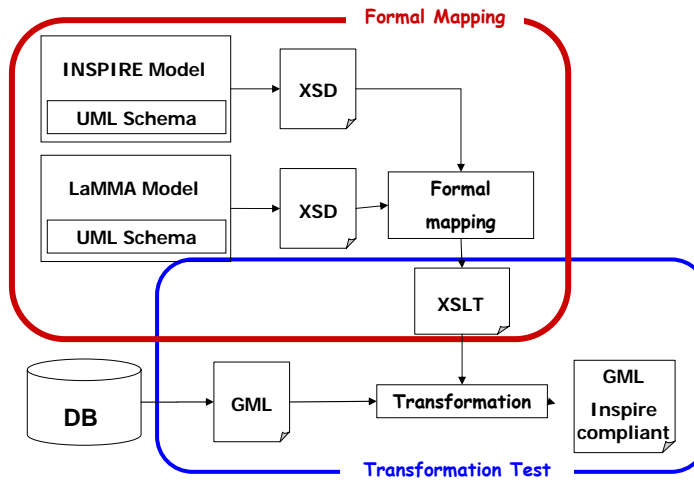 Formal Mapping
INSPIRE Model
UML Schema
XSD
LaMMA Model
UML Schema
XSD
Formal
mapping
XSLT
DB
GML
Transformation
GML
Inspire
compliant
Transformation Test